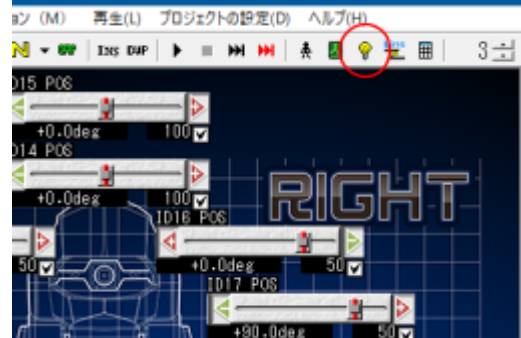 ョン (M) 再生(L) プロジェクトの設定(D) ヘルプ(H)
IDXS DMP 3
ID15 POS
+0.0deg 100
ID14 POS
+0.0deg 100
RIGHT
ID16 POS
50 +0.0deg 50
ID17 POS
+90.0deg 50